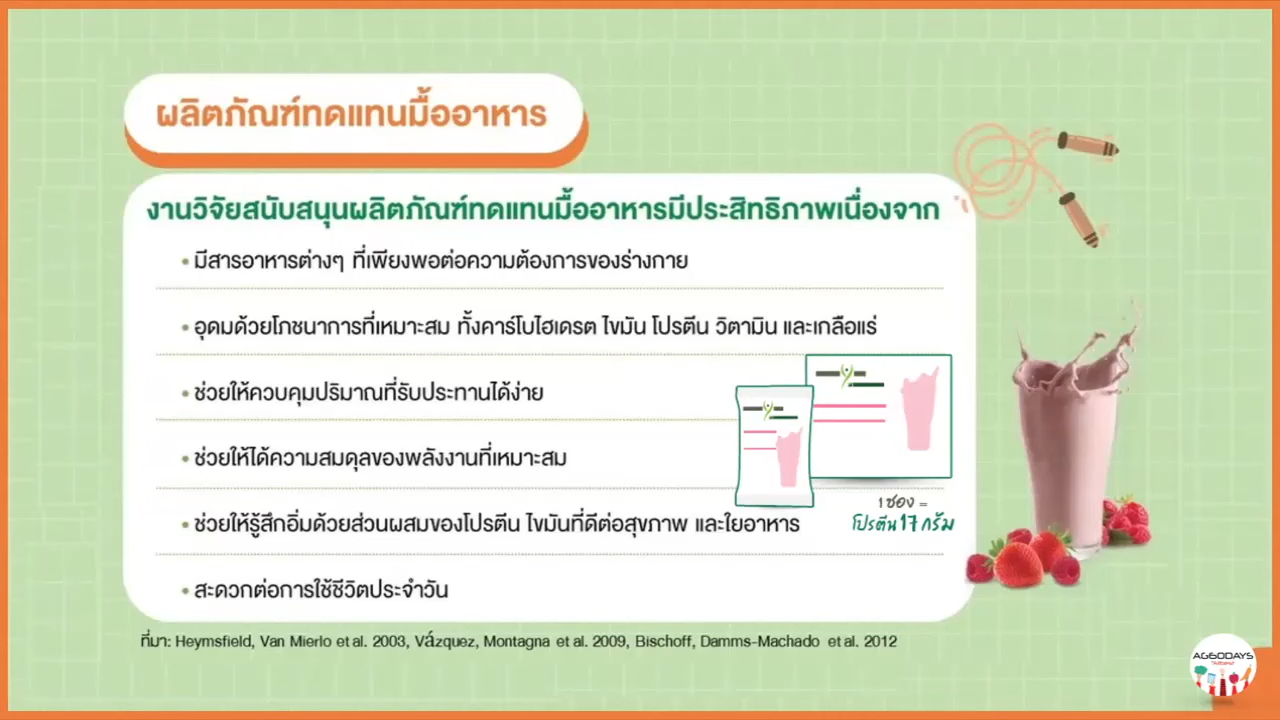 ผลิตภัณฑ์ทดแทนมื้ออาหาร
งานวิจัยสนับสนุนผลิตภัณฑ์ทดแทนมื้ออาหารมีประสิทธิภาพเนื่องจาก
• มีสารอาหารต่างๆ ที่เพียงพอต่อความต้องการของร่างกาย
• อุดมด้วยโภชนาการที่เหมาะสม ทั้งคาร์โบไฮเดรต ไขมัน โปรตีน วิตามิน และเกลือแร่
• ช่วยให้ควบคุมปริมาณที่รับประทานได้ง่าย
• ช่วยให้ได้ความสมดุลของพลังงานที่เหมาะสม
1 ซอง =
โปรตีน 17 กรัม
• ช่วยให้รู้สึกอิ่มด้วยส่วนผสมของโปรตีน ไขมันที่ดีต่อสุขภาพ และใยอาหาร
• สะดวกต่อการใช้ชีวิตประจำวัน
ที่มา: Heymsfield, Van Mierlo et al. 2003, Vázquez, Montagna et al. 2009, Bischoff, Damms-Machado et al. 2012
AG60DAYS